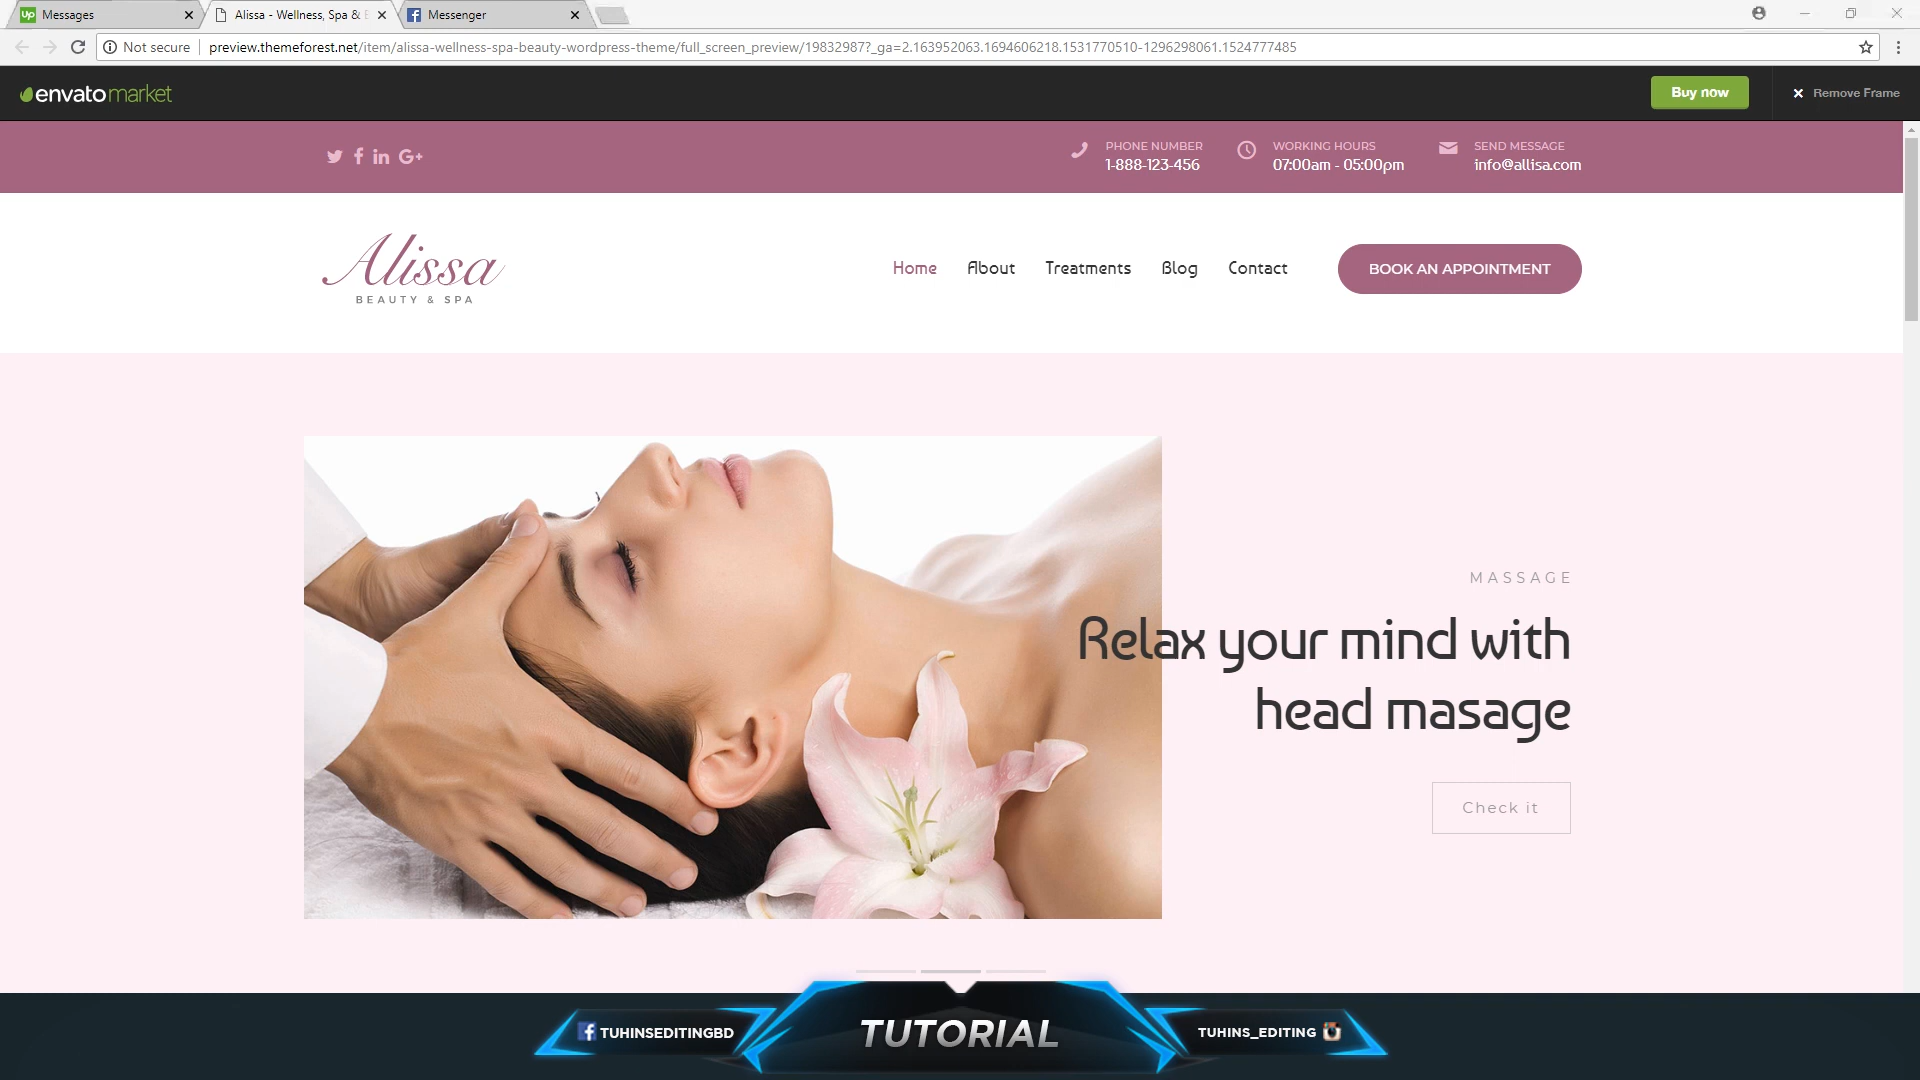 Up Messages
Alissa - Wellness, Spa &
Messenger
Not secure
preview.themeforest.net/item/alissa-wellness-spa-beauty-wordpress-theme/full_screen_preview/19832987?_ga=2.163952063.1694606218.1531770510-1296298061.1524777485
envatomarket
Buy now
Remove Frame
PHONE NUMBER
1-888-123-456
WORKING HOURS
07:00am - 05:00pm
SEND MESSAGE
info@allisa.com
Alissa
BEAUTY & SPA
Home
About
Treatments
Blog
Contact
BOOK AN APPOINTMENT
MASSAGE
Relax your mind with
head masage
Check it
TUHINSEDITINGBD
TUTORIAL
TUHINS_EDITING